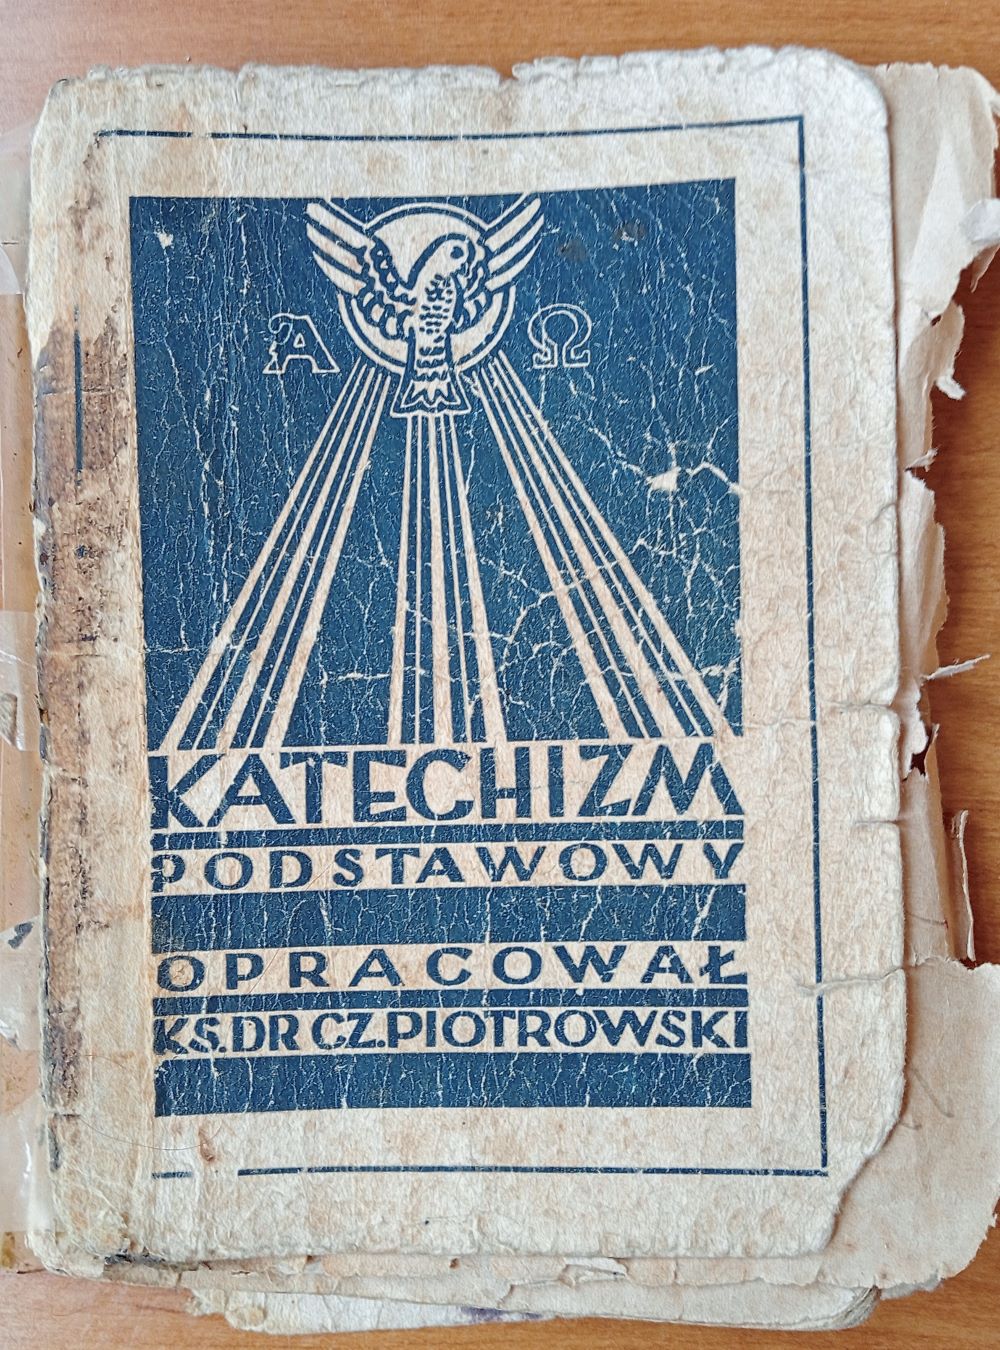 A Ω
KATECHIZM
PODSTAWOWY
OPRACOWAŁ
KS.DR CZ.PIOTROWSKI